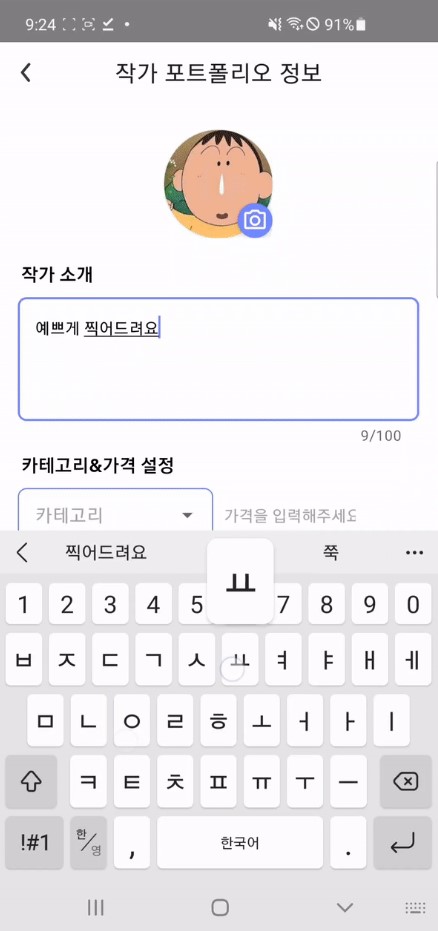 9:24 91%
작가 포트폴리오 정보
작가 소개
예쁘게 찍어드려요
9/100
카테고리&가격 설정
카테고리 가격을 입력해주세요
찍어드려요 쭉 •••
ㅛ
1 2 3 4 5 7 8 9 0
ㅂ ㅈ ㄷ ㄱ ㅅ ㅛ ㅕ ㅑ ㅐ ㅔ
ㅁ ㄴ ㅇ ㄹ ㅎ ㅗ ㅓ ㅏ ㅣ
ㅋ ㅌ ㅊ ㅍ ㅠ ㅜ ㅡ
!#1 한/영 , 한국어 .